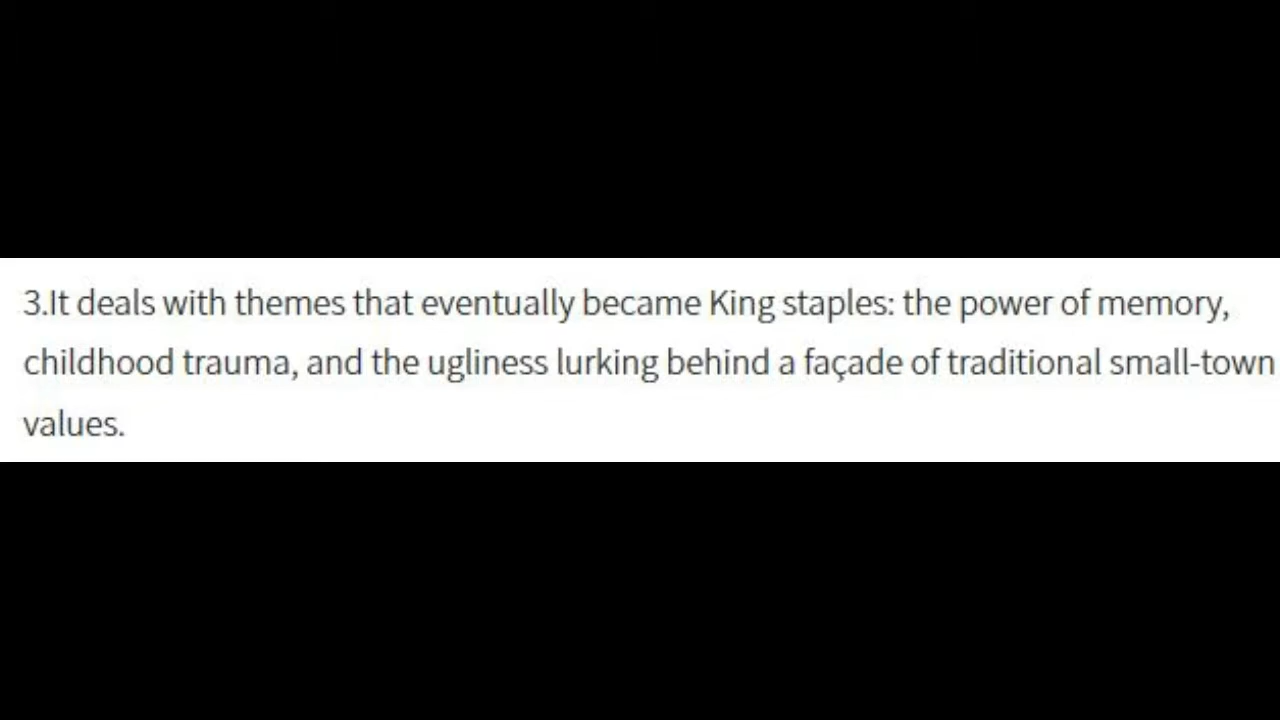 3.It deals with themes that eventually became King staples: the power of memory,
childhood trauma, and the ugliness lurking behind a façade of traditional small-town
values.